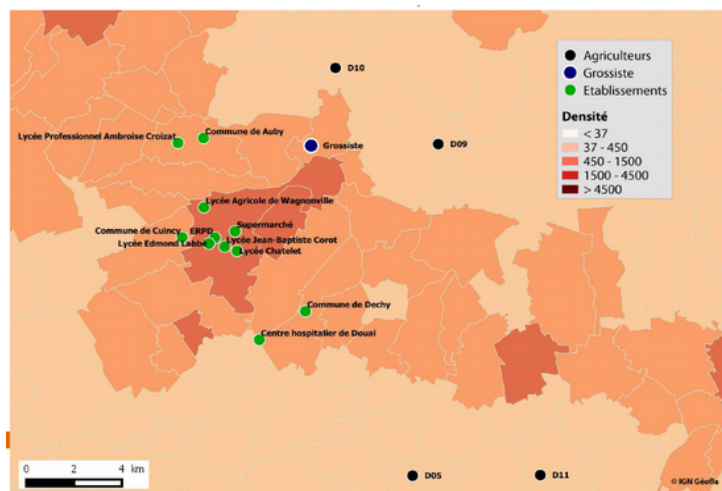 D10
Agriculteurs
Grossiste
Etablissements
Densité
< 37
37 - 450
450 - 1500
1500 - 4500
> 4500
Lycée Professionnel Ambroise Croizat
Commune de Auby
Grossiste
D09
Lycée Agricole de Wagnonville
Supermarché
Commune de Cuincy
ERPD
Lycée Edmond Labbé
Lycée Jean-Baptiste Corot
Lycée Chatelet
Commune de Dechy
Centre hospitalier de Douai
0 2 4 km
D05
D11
© IGN Géofla